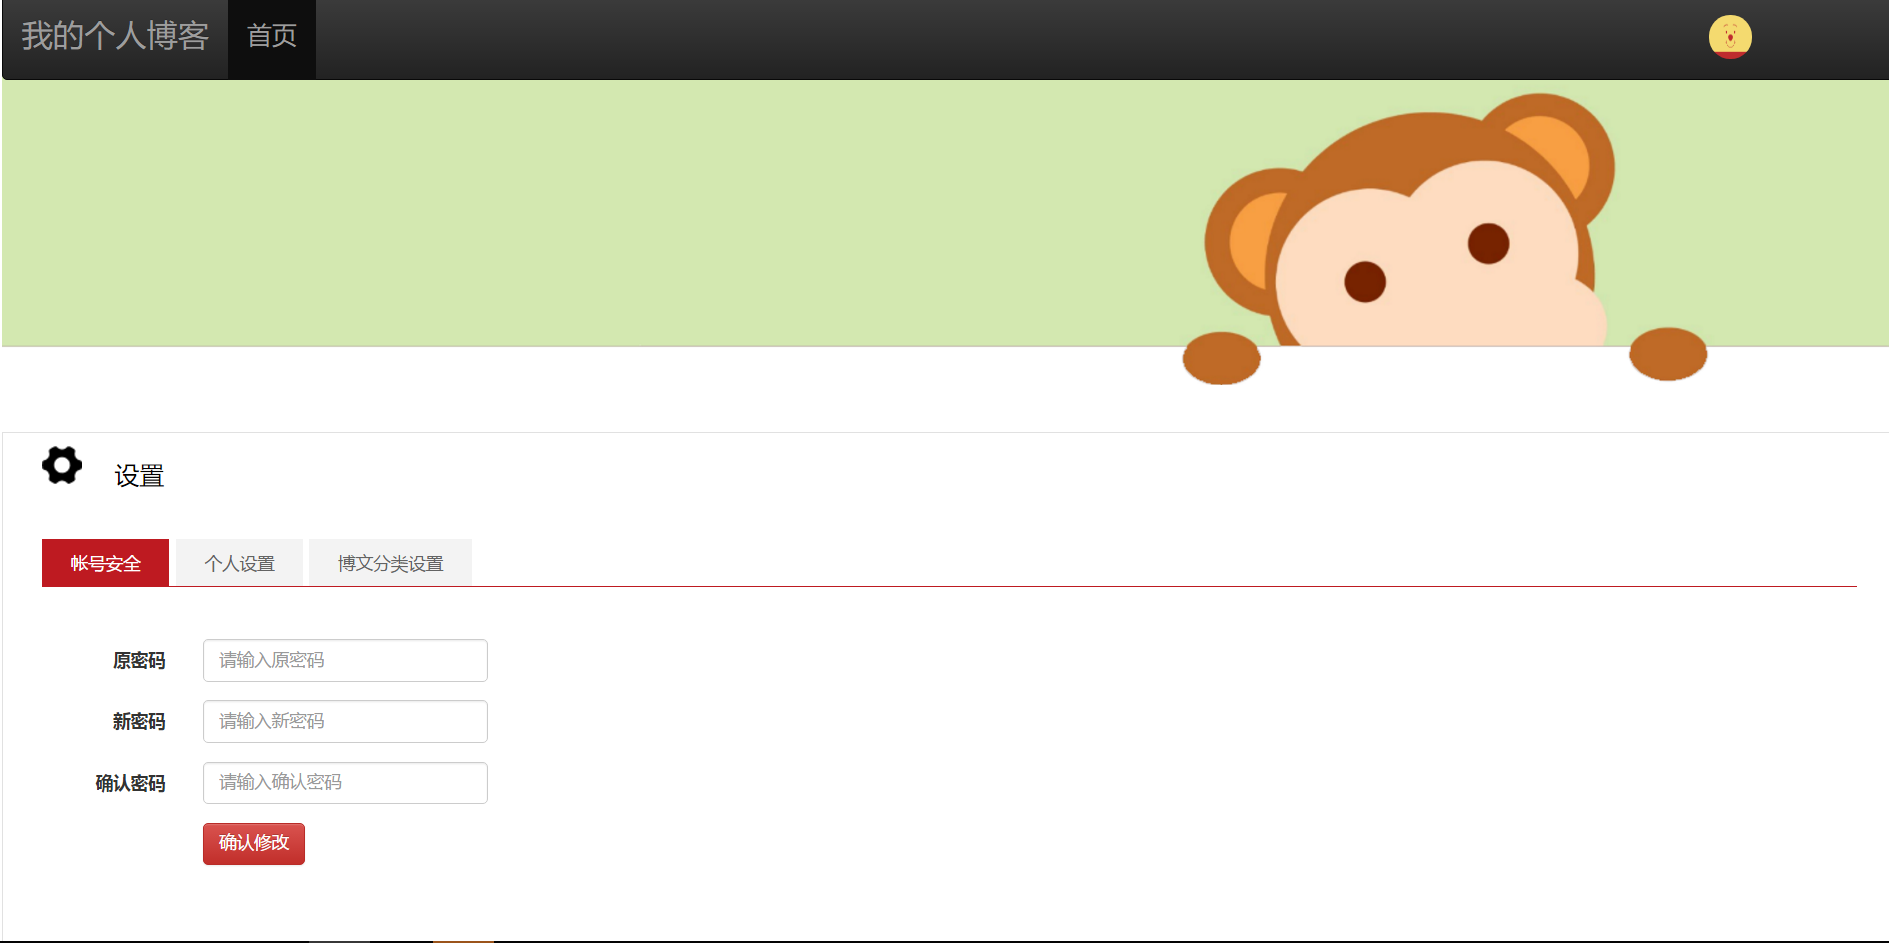 我的个人博客 首页
设置
帐号安全 个人设置 博文分类设置
原密码 请输入原密码
新密码 请输入新密码
确认密码 请输入确认密码
确认修改